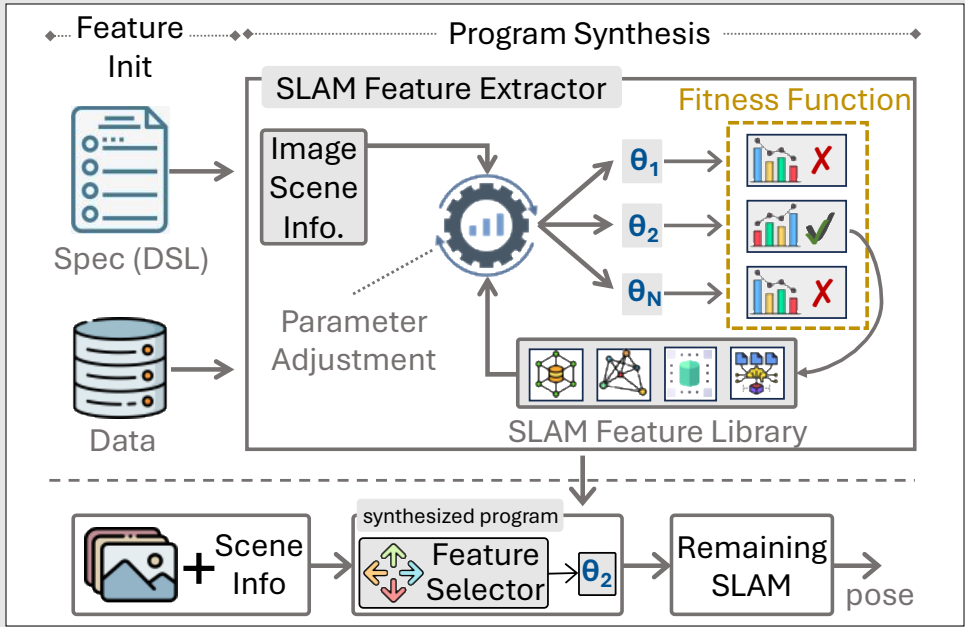 Feature
Init
Program Synthesis
SLAM Feature Extractor
Fitness Function
Image
Scene
Info.
Spec (DSL)
θ1
θ2
θN
Parameter
Adjustment
Data
SLAM Feature Library
synthesized program
+
Scene
Info
Feature
Selector
θ2
Remaining
SLAM
pose